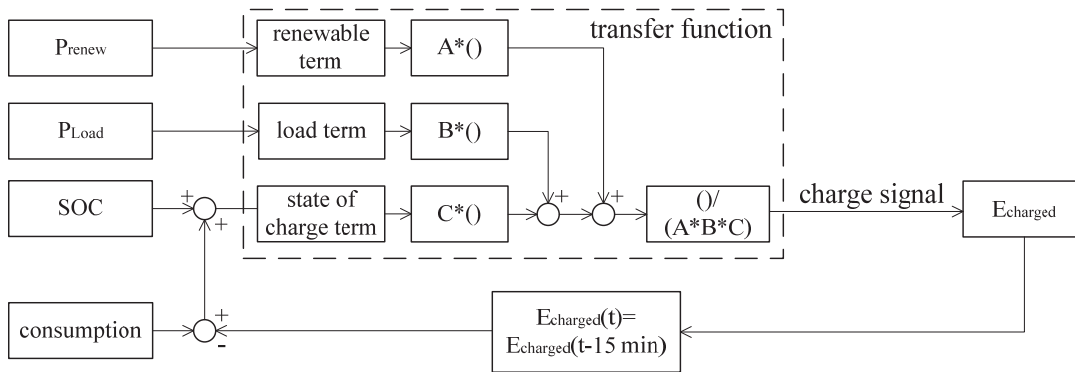 transfer function
Prenew
renewable
term
A*()
PLoad
load term
B*()
SOC
+
+
state of
charge term
C*()
+
+
()/
(A*B*C)
charge signal
Echarged
consumption
+
-
Echarged(t)=
Echarged(t-15 min)